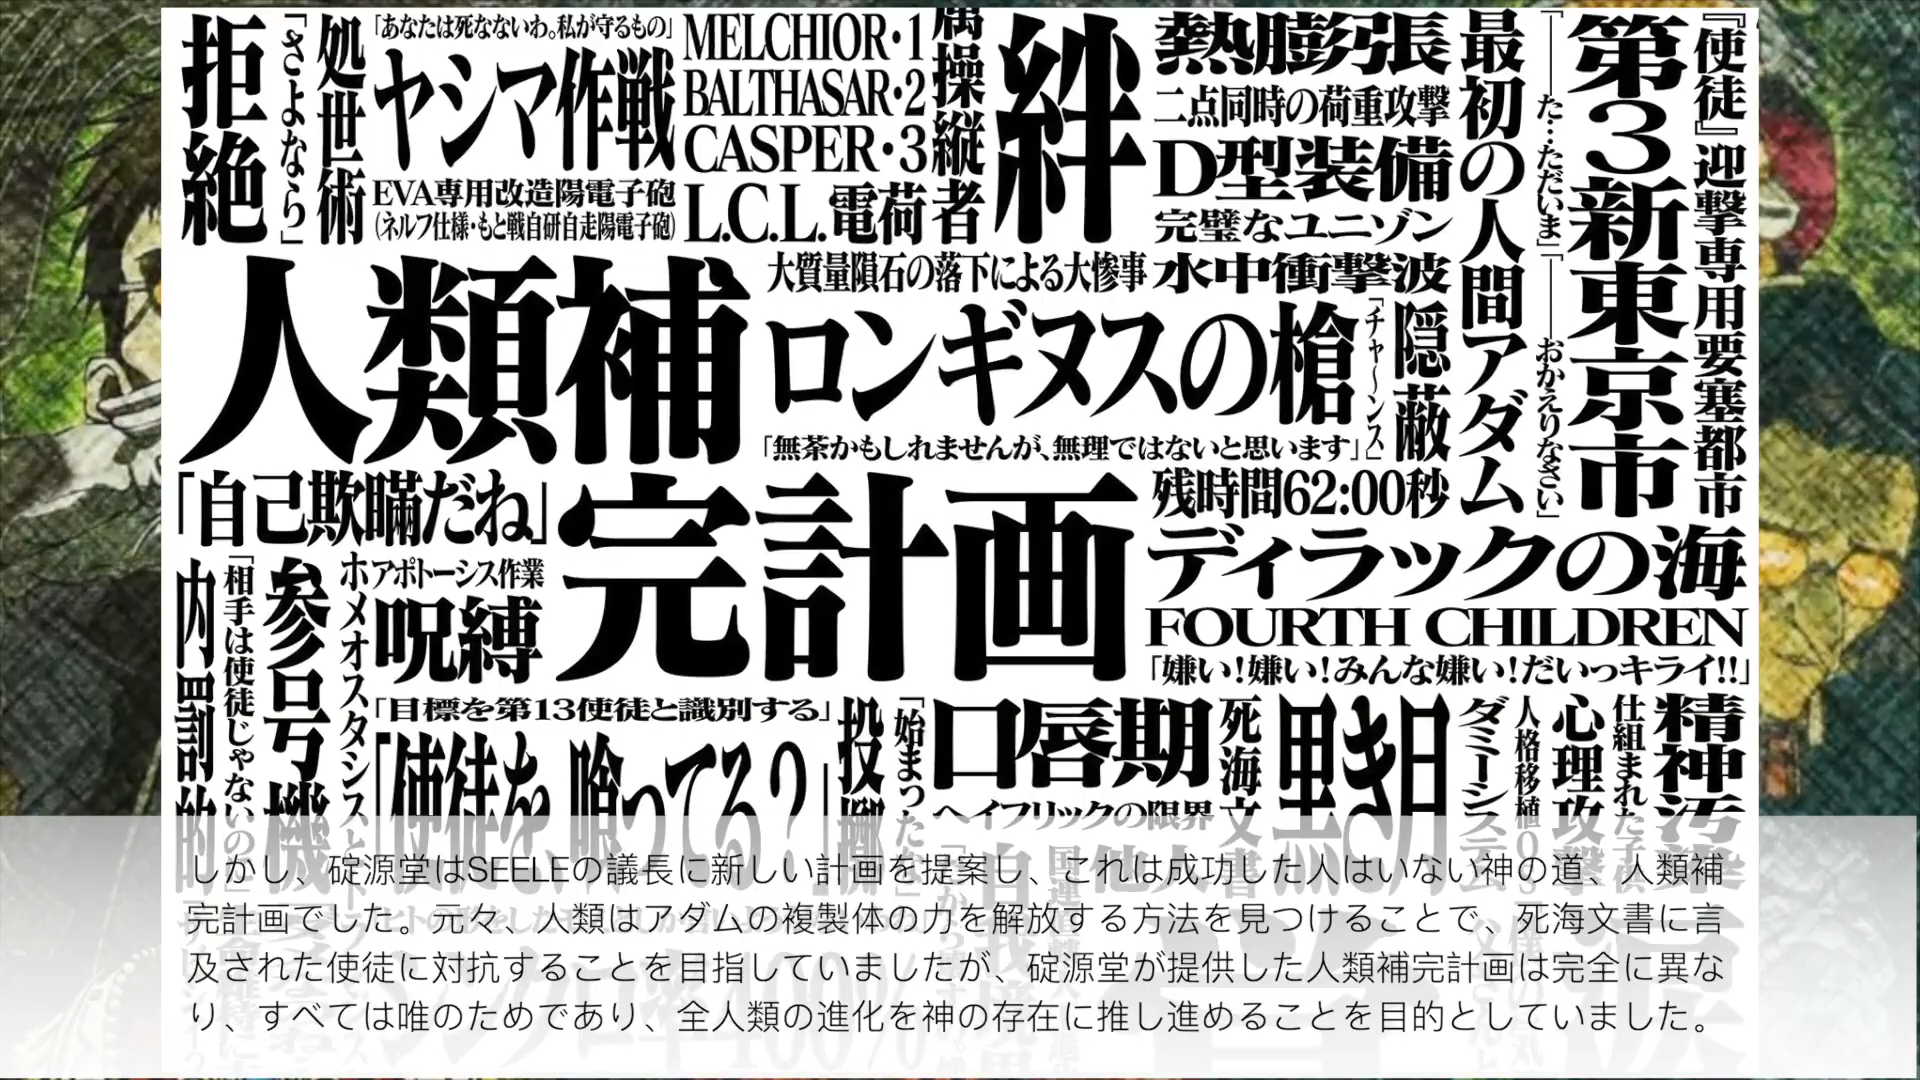 拒絶
「さよなら」
処世術
「あなたは死なないわ。私が守るもの」
ヤシマ作戦
EVA専用改造陽電子砲
(ネルフ仕様・もと戦自研自走陽電子砲)
MELCHIOR・1
BALTHASAR・2
CASPER・3
L.C.L.電荷
属操縦者
絆
熱膨張
二点同時の荷重攻撃
D型装備
完璧なユニゾン
水中衝撃波
最初の人間アダム
「――た…ただいま」「――おかえりなさい」
第3新東京市
『使徒』迎撃専用要塞都市
人類補
完計画
大質量隕石の落下による大惨事
ロンギヌスの槍
「チャ〜ンス」
隠蔽
「無茶かもしれませんが、無理ではないと思います」
残時間62:00秒
「自己欺瞞だね」
ディラックの海
FOURTH CHILDREN
「嫌い!嫌い!みんな嫌い!だいっキライ!!」
内罰的
「相手は使徒じゃないの」
参号機
ホメオスタシスと
アポトーシス作業
呪縛
「目標を第13使徒と識別する」
「使徒を、喰ってる?」
投擲
「始まったな」
口唇期
ヘイフリックの限界
死海文書
黒き月
ダミーシステム
人格移植
心理攻撃
仕組まれた子供
精神汚染
しかし、碇源堂はSEELEの議長に新しい計画を提案し、これは成功した人はいない神の道、人類補
完計画でした。元々、人類はアダムの複製体の力を解放する方法を見つけることで、死海文書に言
及された使徒に対抗することを目指していましたが、碇源堂が提供した人類補完計画は完全に異な
り、すべては唯のためであり、全人類の進化を神の存在に推し進めることを目的としていました。